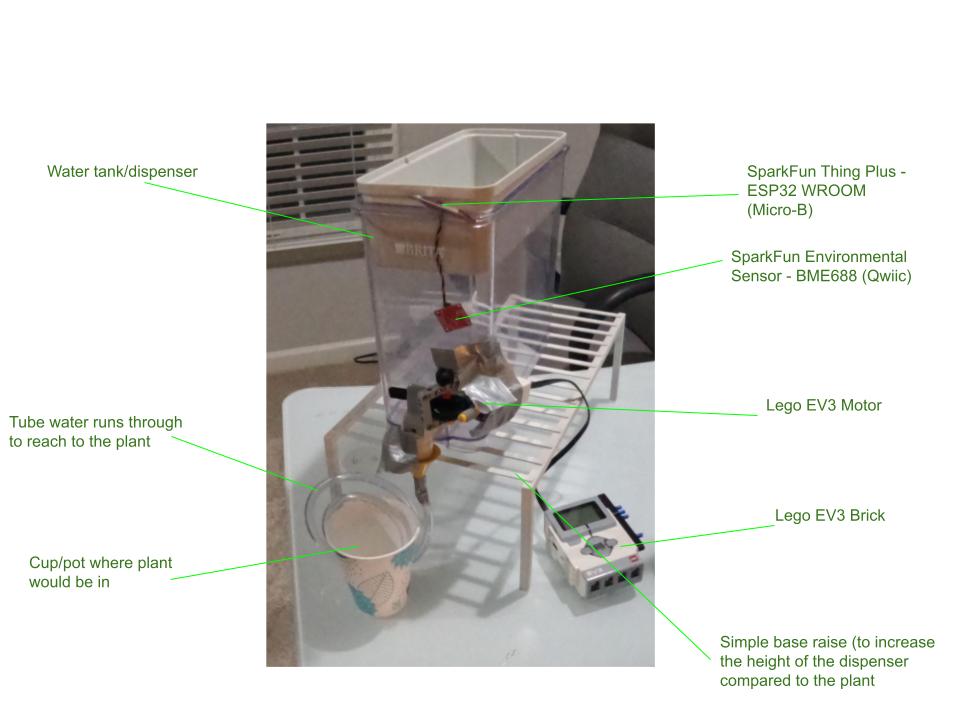 Water tank/dispenser
SparkFun Thing Plus -
ESP32 WROOM
(Micro-B)
SparkFun Environmental
Sensor - BME688 (Qwiic)
BRITA
Lego EV3 Motor
Tube water runs through
to reach to the plant
Lego EV3 Brick
Cup/pot where plant
would be in
Simple base raise (to increase
the height of the dispenser
compared to the plant